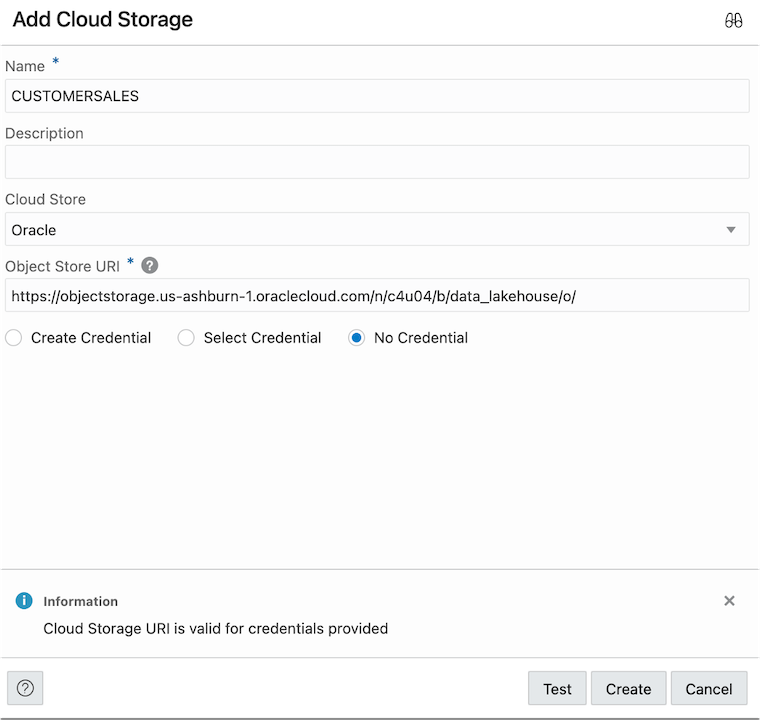 Add Cloud Storage
Name *
CUSTOMERSALES
Description
Cloud Store
Oracle
Object Store URI * ?
https://objectstorage.us-ashburn-1.oraclecloud.com/n/c4u04/b/data_lakehouse/o/
Create Credential Select Credential No Credential
Information
Cloud Storage URI is valid for credentials provided
? Test Create Cancel